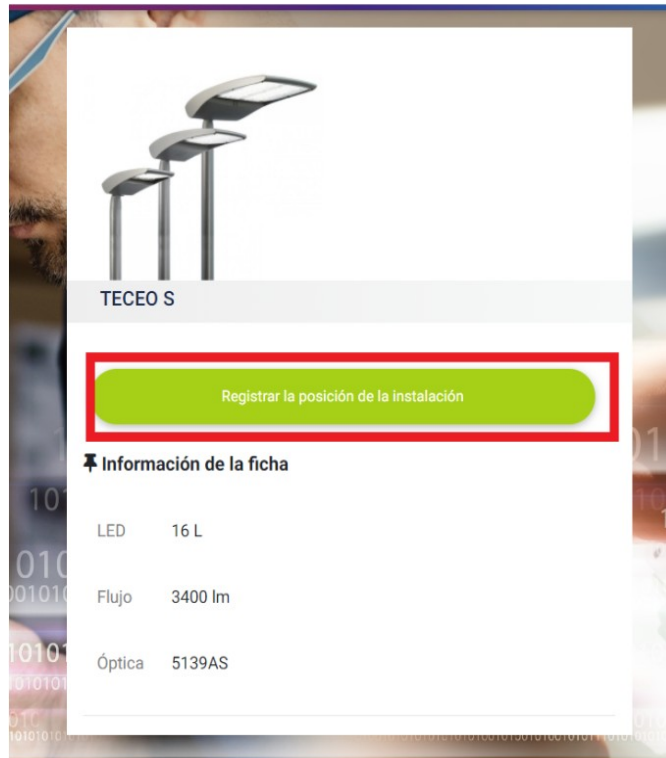 TECEO S
Registrar la posición de la instalación
Información de la ficha
LED 16 L
Flujo 3400 lm
Óptica 5139AS